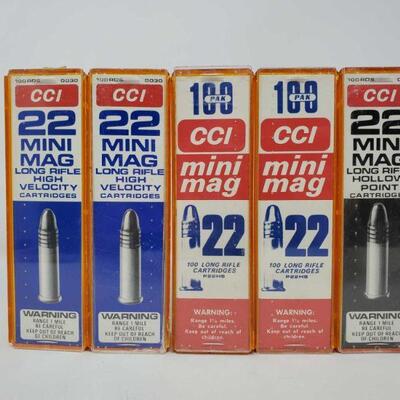 100 RDS 0030
CCI
22
MINI
MAG
LONG RIFLE
HIGH
VELOCITY
CARTRIDGES
WARNING
RANGE 1 MILE
BE CAREFUL
KEEP OUT OF REACH
OF CHILDREN
100 RDS 0030
CCI
22
MINI
MAG
LONG RIFLE
HIGH
VELOCITY
CARTRIDGES
WARNING
RANGE 1 MILE
BE CAREFUL
KEEP OUT OF REACH
OF CHILDREN
100
PAK
CCI
mini
mag
22
100 LONG RIFLE
CARTRIDGES
WARNING:
Range 1¼ miles.
Be careful.
Keep out of reach of
children.
100
PAK
CCI
mini
mag
22
100 LONG RIFLE
CARTRIDGES
WARNING:
Range 1¼ miles.
Be careful.
Keep out of reach of
children.
100 RDS
CCI
22
MINI
MAG
LONG RIFLE
HOLLOW
POINT
CARTRIDGES
WARNING
RANGE 1 MILE
BE CAREFUL
KEEP OUT OF REACH
OF CHILDREN